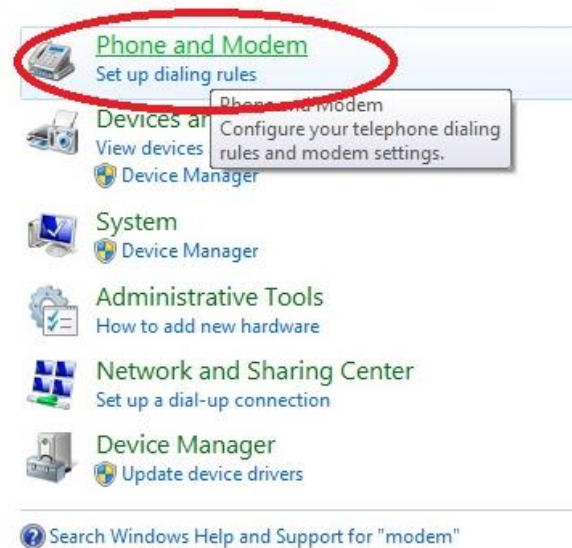 Phone and Modem
Set up dialing rules
Phone and Modem
Configure your telephone dialing
rules and modem settings.
Devices an
View devices
Device Manager
System
Device Manager
Administrative Tools
How to add new hardware
Network and Sharing Center
Set up a dial-up connection
Device Manager
Update device drivers
Search Windows Help and Support for "modem"